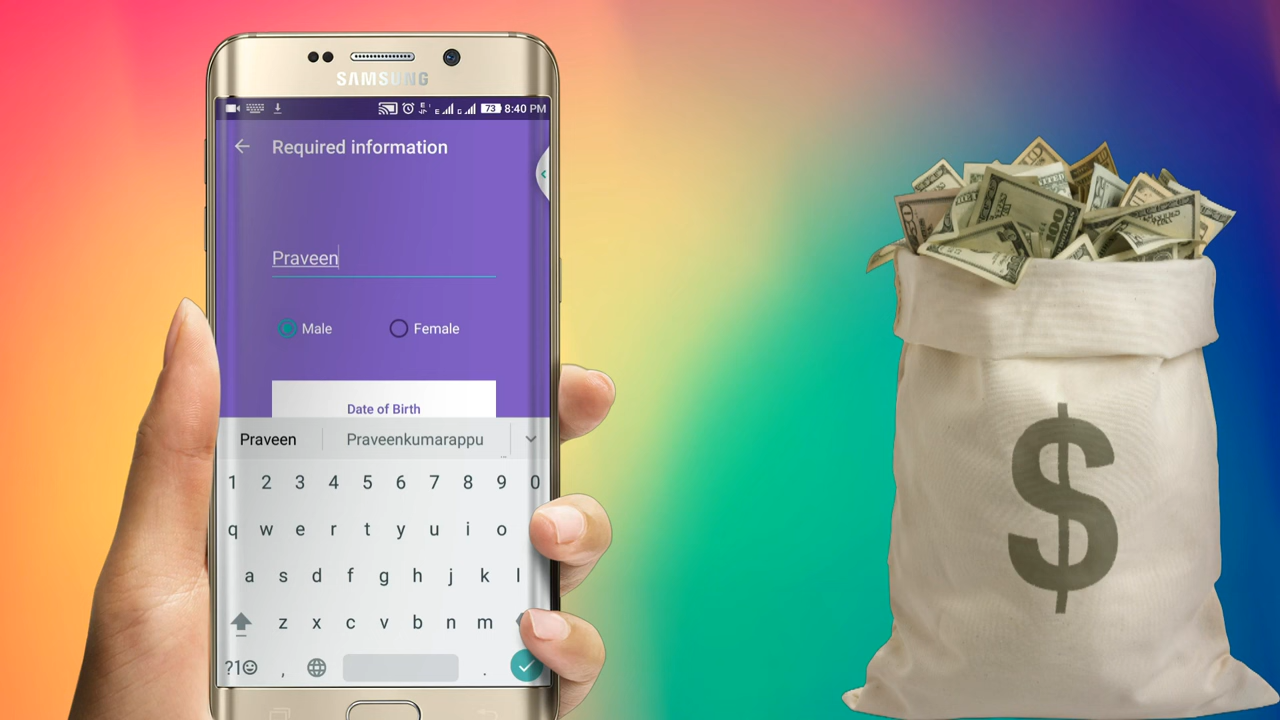 SAMSUNG
73 8:40 PM
Required information
Praveen
Male Female
Date of Birth
Praveen Praveenkumarappu
1 2 3 4 5 6 7 8 9 0
q w e r t y u i o
a s d f g h j k l
z x c v b n m
?1☺ , .
$